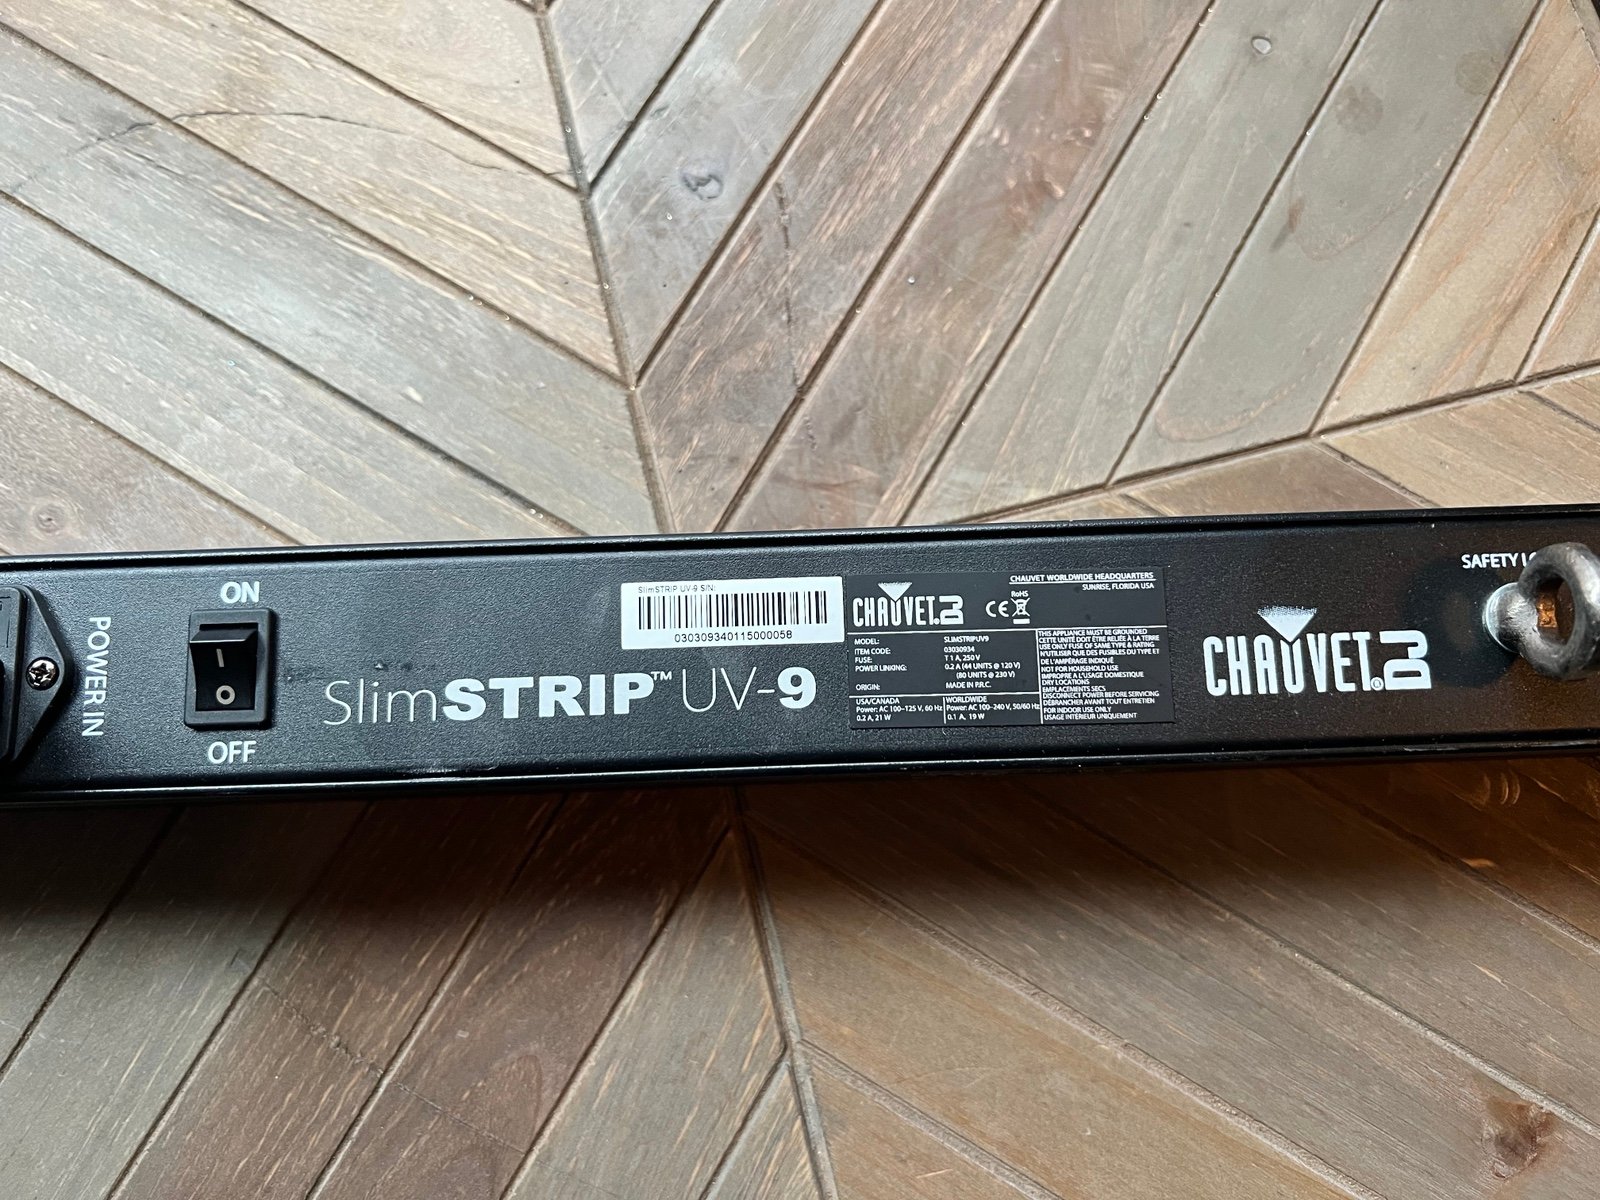 ON
POWER IN
OFF
SlimSTRIP™ UV-9
SlimSTRIP UV-9 S/N:
030309340115000058
CHAUVET DJ
CHAUVET WORLDWIDE HEADQUARTERS
SUNRISE, FLORIDA USA
CE RoHS
MODEL: SLIMSTRIPUV9
ITEM CODE: 03030934
FUSE: T 1 A, 250 V
POWER LINKING: 0.2 A (44 UNITS @ 120 V)
(80 UNITS @ 230 V)
ORIGIN: MADE IN P.R.C.
USA/CANADA
Power: AC 100–125 V, 60 Hz
0.2 A, 21 W
WORLDWIDE
Power: AC 100–240 V, 50/60 Hz
0.1 A, 19 W
THIS APPLIANCE MUST BE GROUNDED
CETTE UNITÉ DOIT ÊTRE RELIÉ À LA TERRE
USE ONLY FUSE OF SAME TYPE & RATING
N'UTILISER QUE DES FUSIBLES DU TYPE ET
DE L'AMPÉRAGE INDIQUÉ
NOT FOR HOUSEHOLD USE
IMPROPRE A L'USAGE DOMESTIQUE
DRY LOCATIONS
EMPLACEMENTS SECS
DISCONNECT POWER BEFORE SERVICING
DÉBRANCHER AVANT TOUT ENTRETIEN
FOR INDOOR USE ONLY
USAGE INTÉRIEUR UNIQUEMENT
CHAUVET® DJ
SAFETY